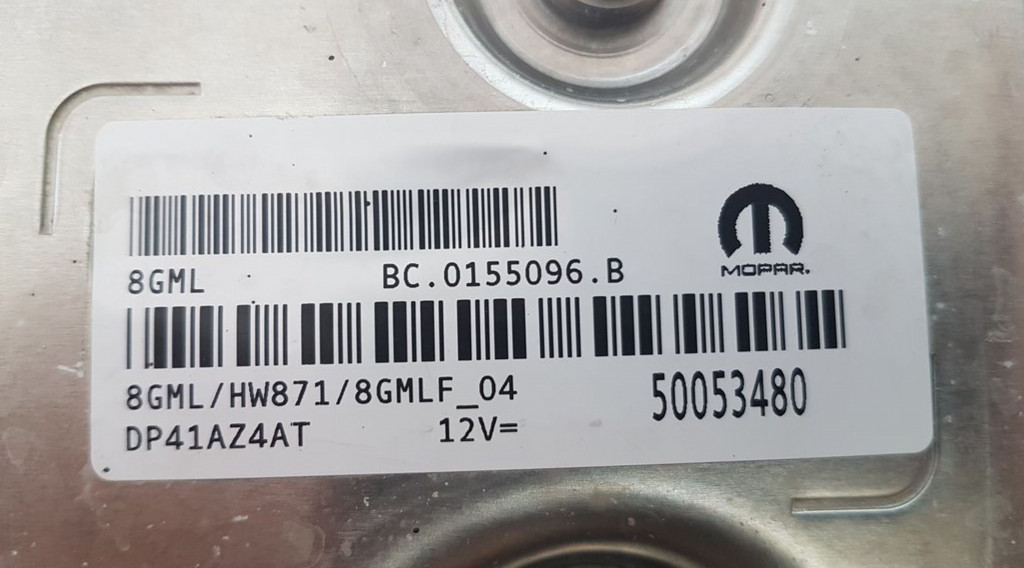 8GML BC.0155096.B
MOPAR.
8GML/HW871/8GMLF_04
50053480
DP41AZ4AT 12V=